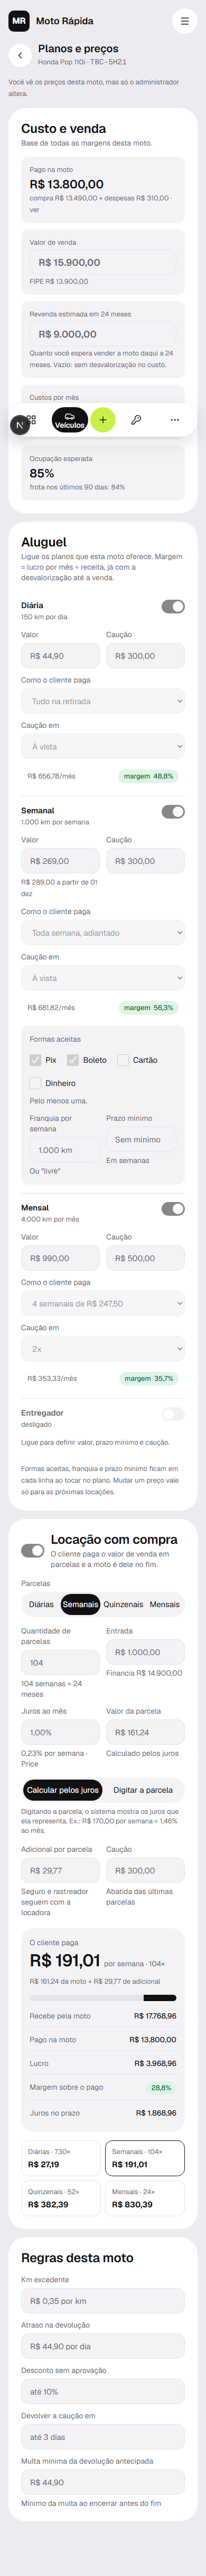 MR Moto Rápida
Planos e preços
Honda Pop 110i · TBC-5H21
Você vê os preços desta moto, mas só o administrador
altera.
Custo e venda
Base de todas as margens desta moto.
Pago na moto
R$ 13.800,00
compra R$ 13.490,00 + despesas R$ 310,00 ·
ver
Valor de venda
R$ 15.900,00
FIPE R$ 13.900,00
Revenda estimada em 24 meses
R$ 9.000,00
Quanto você espera vender a moto daqui a 24
meses. Vazio: sem desvalorização no custo.
Custos por mês
N
Veículos
Ocupação esperada
85%
frota nos últimos 90 dias: 84%
Aluguel
Ligue os planos que esta moto oferece. Margem
= lucro por mês ÷ receita, já com a
desvalorização até a venda.
Diária
150 km por dia
Valor Caução
R$ 44,90 R$ 300,00
Como o cliente paga
Tudo na retirada
Caução em
À vista
R$ 656,78/mês margem 48,8%
Semanal
1.000 km por semana
Valor Caução
R$ 269,00 R$ 300,00
R$ 289,00 a partir de 01
dez
Como o cliente paga
Toda semana, adiantado
Caução em
À vista
R$ 681,82/mês margem 56,3%
Formas aceitas
Pix Boleto Cartão
Dinheiro
Pelo menos uma.
Franquia por
semana
Prazo mínimo
1.000 km
Sem mínimo
Ou "livre"
Em semanas
Mensal
4.000 km por mês
Valor Caução
R$ 990,00 R$ 500,00
Como o cliente paga
4 semanais de R$ 247,50
Caução em
2x
R$ 353,33/mês margem 35,7%
Entregador
desligado
Ligue para definir valor, prazo mínimo e caução.
Formas aceitas, franquia e prazo mínimo ficam em
cada linha ao tocar no plano. Mudar um preço vale
só para as próximas locações.
Locação com compra
O cliente paga o valor de venda em
parcelas e a moto é dele no fim.
Parcelas
Diárias Semanais Quinzenais Mensais
Quantidade de
parcelas
Entrada
104
R$ 1.000,00
104 semanas = 24
meses
Financia R$ 14.900,00
Juros ao mês Valor da parcela
1,00% R$ 161,24
0,23% por semana ·
Price
Calculado pelos juros
Calcular pelos juros Digitar a parcela
Digitando a parcela, o sistema mostra os juros que
ela representa. Ex.: R$ 170,00 por semana = 1,46%
ao mês.
Adicional por parcela Caução
R$ 29,77 R$ 300,00
Seguro e rastreador
seguem com a
locadora
Abatida das últimas
parcelas
O cliente paga
R$ 191,01 por semana · 104×
R$ 161,24 da moto + R$ 29,77 de adicional
Recebe pela moto R$ 17.768,96
Pago na moto R$ 13.800,00
Lucro R$ 3.968,96
Margem sobre o pago 28,8%
Juros no prazo R$ 1.868,96
Diárias · 730×
R$ 27,19
Semanais · 104×
R$ 191,01
Quinzenais · 52×
R$ 382,39
Mensais · 24×
R$ 830,39
Regras desta moto
Km excedente
R$ 0,35 por km
Atraso na devolução
R$ 44,90 por dia
Desconto sem aprovação
até 10%
Devolver a caução em
até 3 dias
Multa mínima da devolução antecipada
R$ 44,90
Mínimo da multa ao encerrar antes do fim